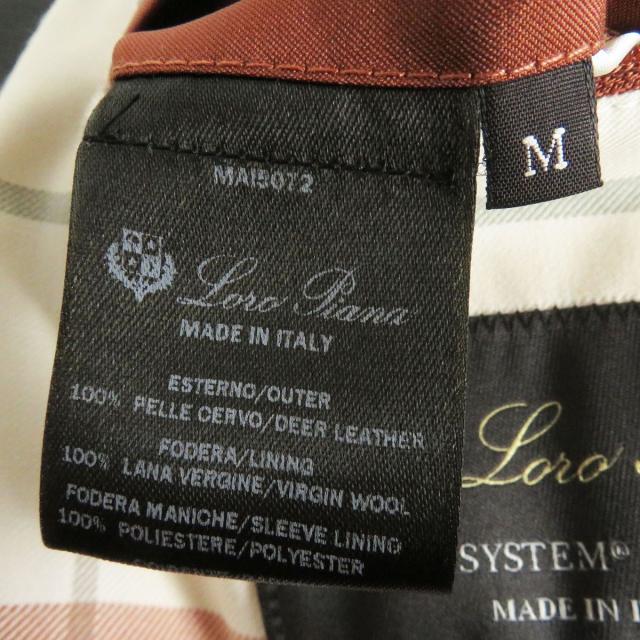 MAI5072
M
Loro Piana
MADE IN ITALY
ESTERNO/OUTER
100% PELLE CERVO/DEER LEATHER
FODERA/LINING
100% LANA VERGINE/VIRGIN WOOL
FODERA MANICHE/SLEEVE LINING
100% POLIESTERE/POLYESTER
Loro
SYSTEM®
MADE IN I